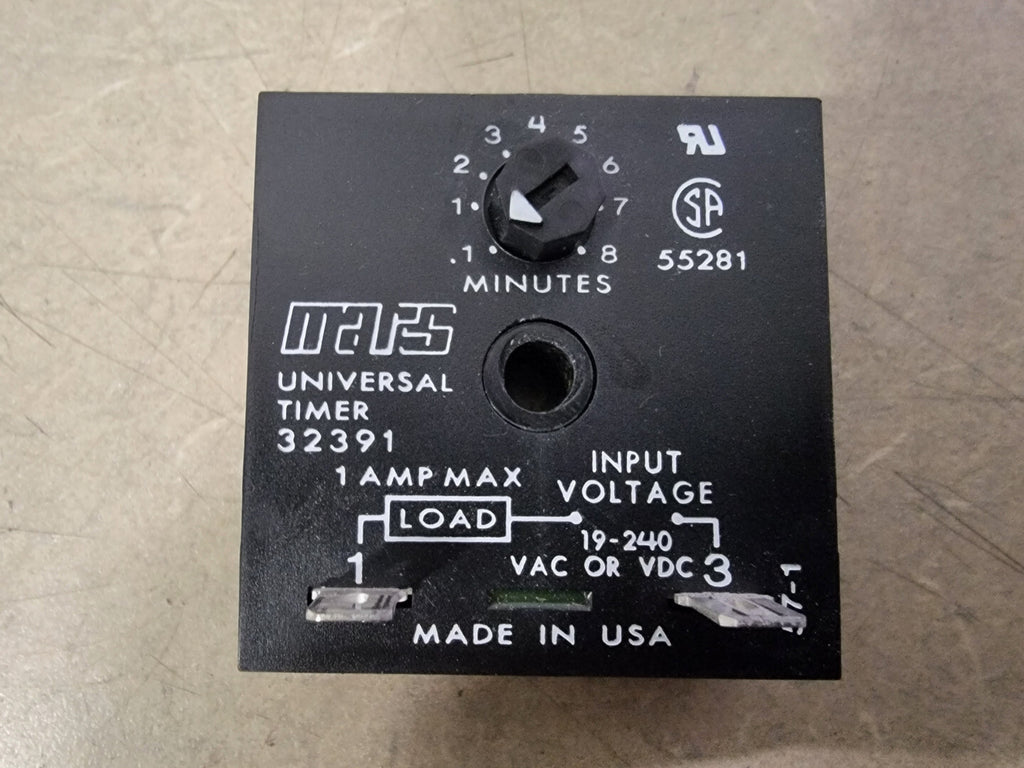 4
3 5
2 6
1 7
.1 8
MINUTES
55281
mars
UNIVERSAL
TIMER
32391
1 AMP MAX
LOAD
INPUT
VOLTAGE
19-240
VAC OR VDC
1
3
MADE IN USA